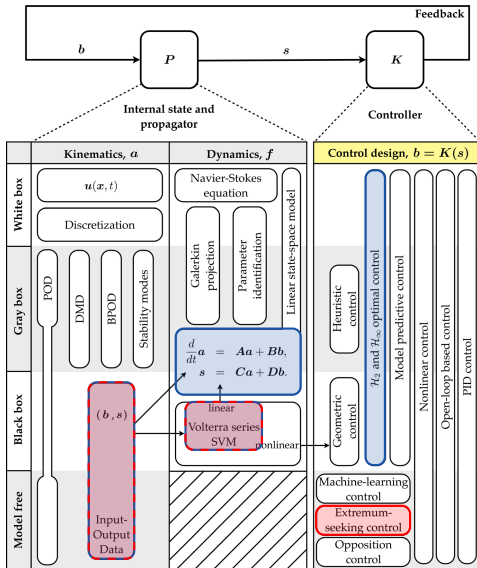 Feedback
b
P
s
K
Internal state and
propagator
Controller
Kinematics, a
Dynamics, f
Control design, b = K(s)
White box
Gray box
Black box
Model free
u(x, t)
Discretization
POD
DMD
BPOD
Stability modes
(b, s)
Input-
Output
Data
Navier-Stokes
equation
Galerkin
projection
Parameter
identification
Linear state-space model
d/dt a = Aa + Bb,
s = Ca + Db.
linear
Volterra series
SVM
nonlinear
Heuristic
control
Geometric
control
ℋ₂ and ℋ∞ optimal control
Model predictive control
Nonlinear control
Open-loop based control
PID control
Machine-learning
control
Extremum-
seeking control
Opposition
control